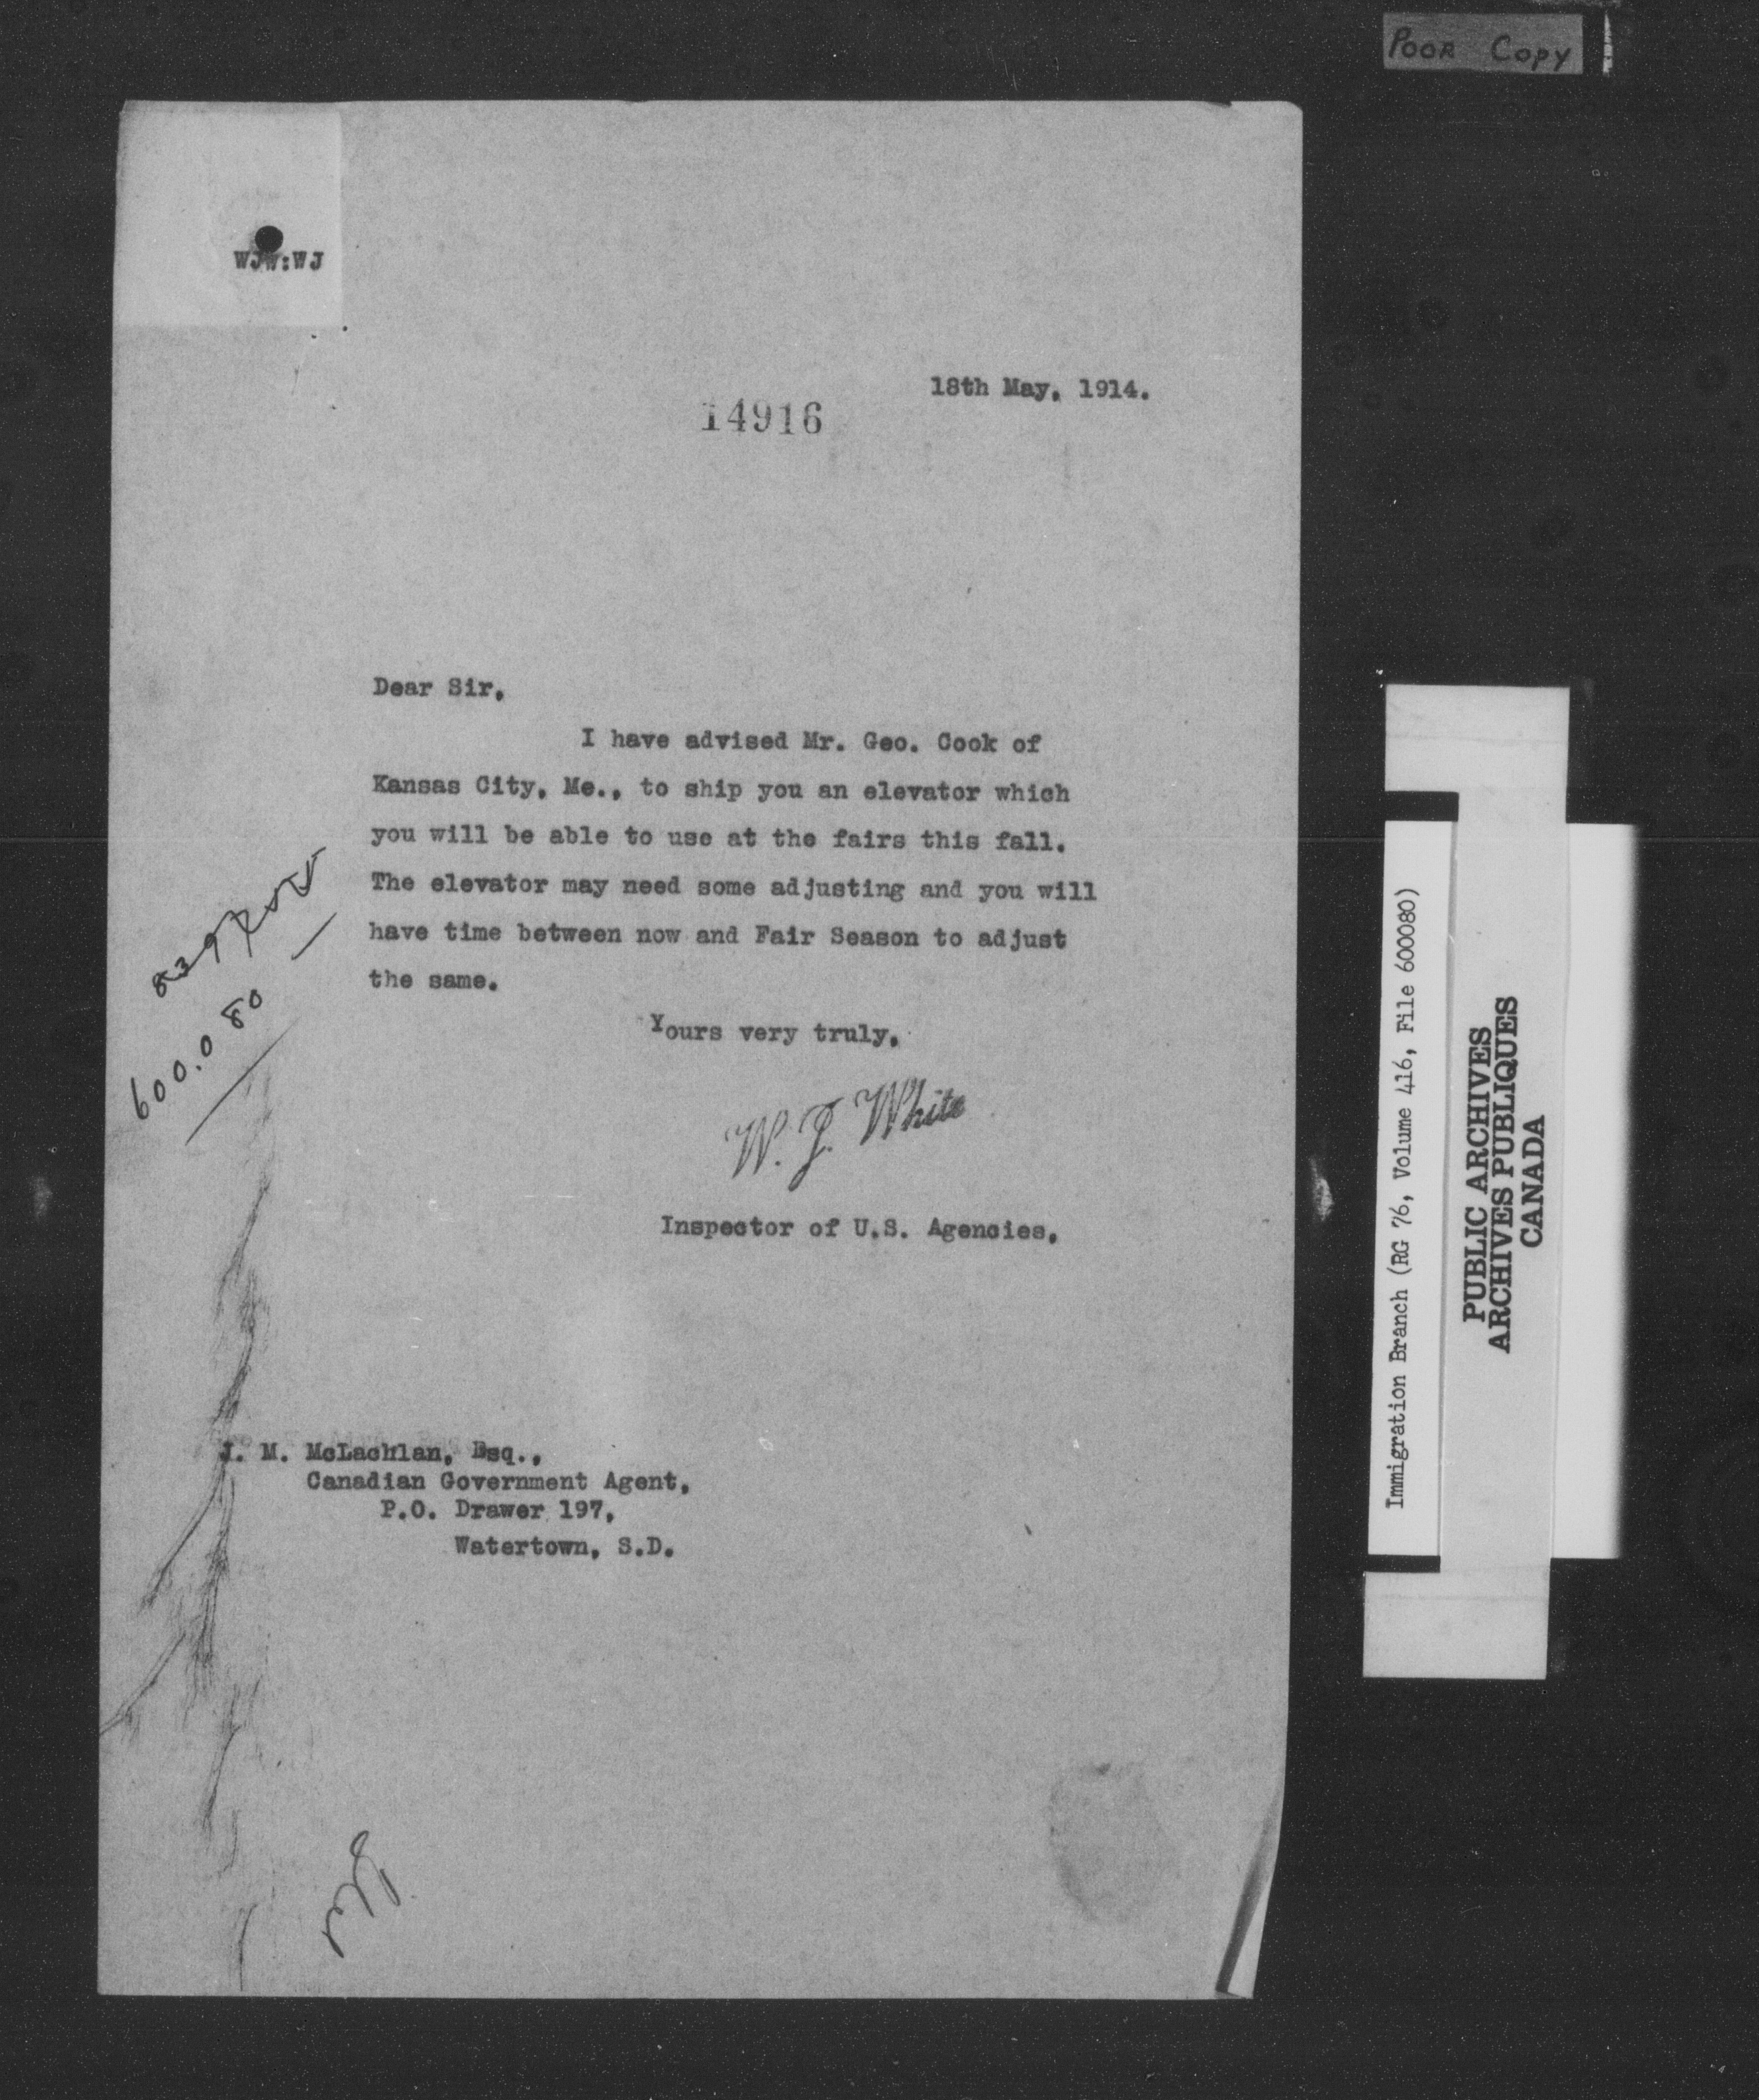 POOR COPY
WJW:WJ
18th May, 1914.
14916
Dear Sir,
I have advised Mr. Geo. Cook of
Kansas City, Me., to ship you an elevator which
you will be able to use at the fairs this fall.
The elevator may need some adjusting and you will
have time between now and Fair Season to adjust
the same.
Yours very truly,
W. J. White
Inspector of U.S. Agencies.
600.080
J. M. McLachlan, Esq.,
Canadian Government Agent,
P.O. Drawer 197,
Watertown, S.D.
Immigration Branch (RG 76, Volume 416, File 600080)
PUBLIC ARCHIVES
ARCHIVES PUBLIQUES
CANADA